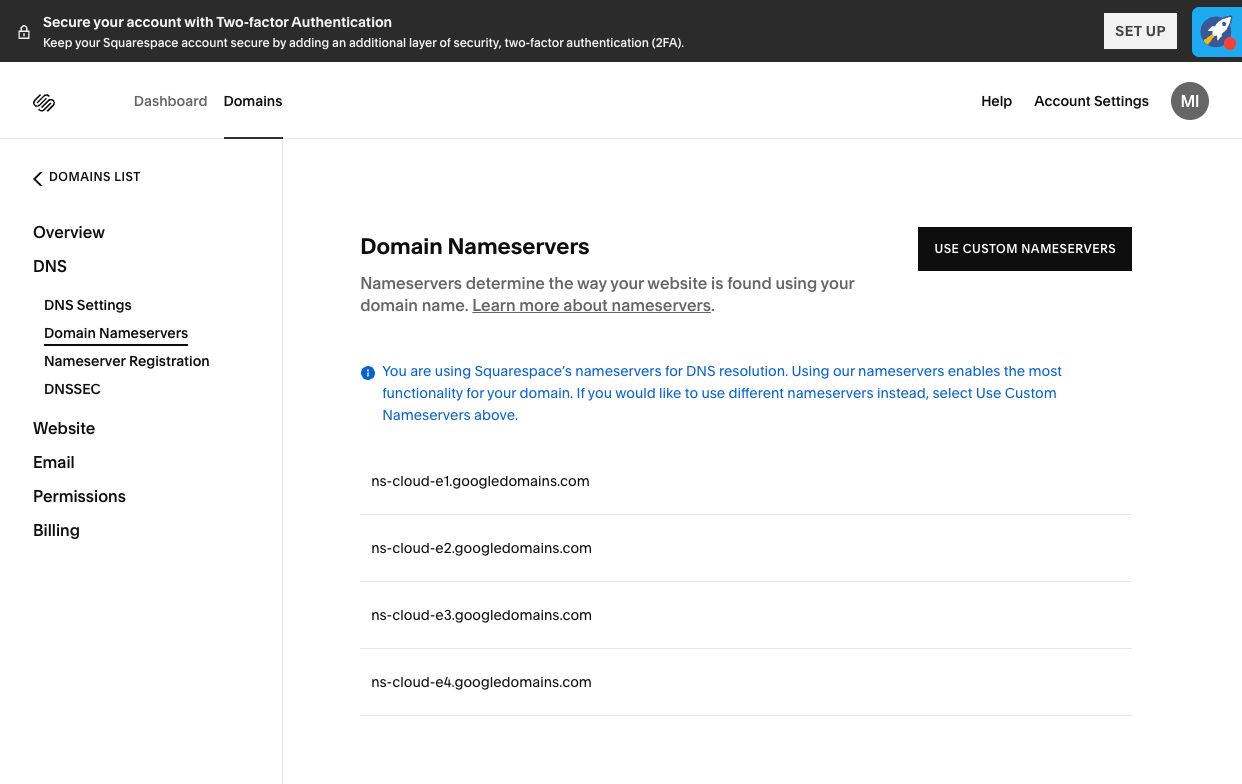 Secure your account with Two-factor Authentication
Keep your Squarespace account secure by adding an additional layer of security, two-factor authentication (2FA).
SET UP
Dashboard
Domains
Help
Account Settings
MI
DOMAINS LIST
Overview
DNS
DNS Settings
Domain Nameservers
Nameserver Registration
DNSSEC
Website
Email
Permissions
Billing
Domain Nameservers
USE CUSTOM NAMESERVERS
Nameservers determine the way your website is found using your
domain name. Learn more about nameservers.
You are using Squarespace’s nameservers for DNS resolution. Using our nameservers enables the most
functionality for your domain. If you would like to use different nameservers instead, select Use Custom
Nameservers above.
ns-cloud-e1.googledomains.com
ns-cloud-e2.googledomains.com
ns-cloud-e3.googledomains.com
ns-cloud-e4.googledomains.com